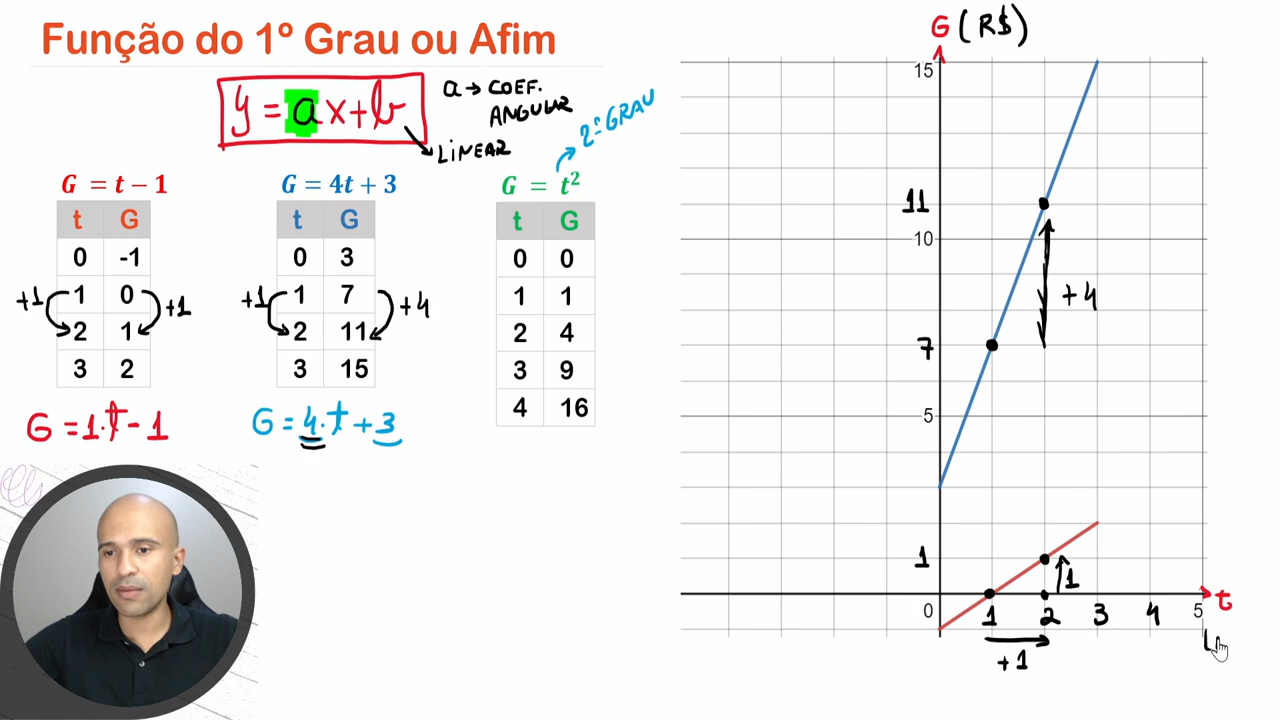 Função do 1º Grau ou Afim
y = ax+b
a → COEF.
ANGULAR
LINEAR
2º GRAU
G = t − 1
t G
0 -1
1 0
2 1
3 2
+1
+1
G = 1·t - 1
G = 4t + 3
t G
0 3
1 7
2 11
3 15
+1
+4
G = 4·t + 3
G = t²
t G
0 0
1 1
2 4
3 9
4 16
G (R$)
15
11
10
7
5
1
0
+4
1
1 2 3 4 5
t
+1